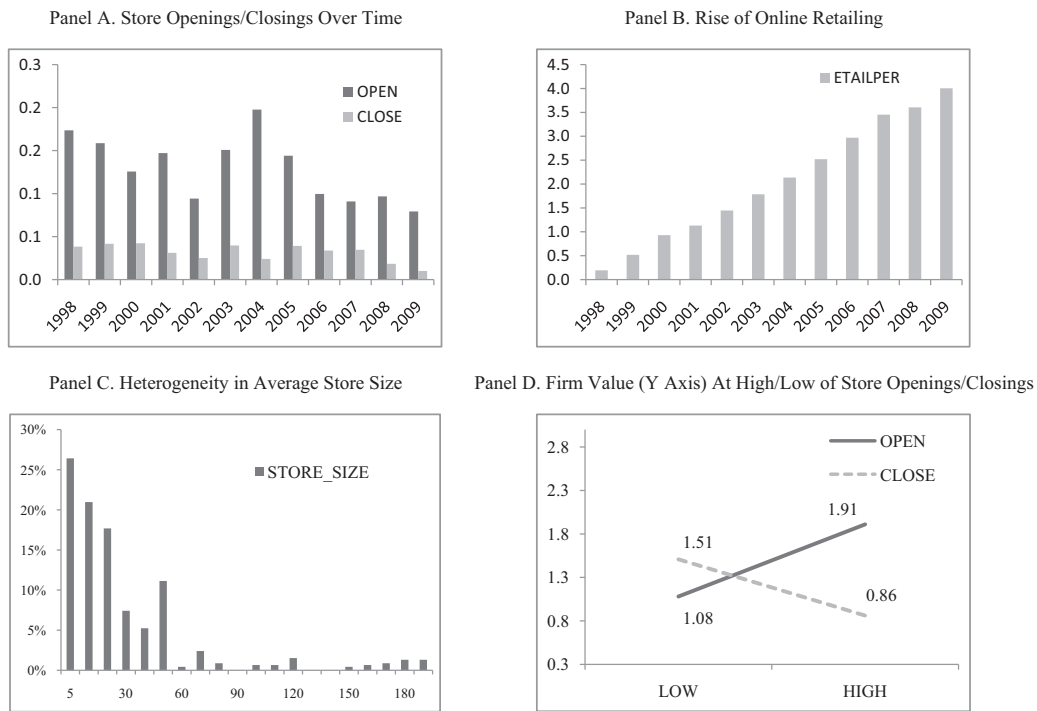 Panel A. Store Openings/Closings Over Time
0.3
0.2
0.2
0.1
0.1
0.0
OPEN
CLOSE
1998 1999 2000 2001 2002 2003 2004 2005 2006 2007 2008 2009
Panel B. Rise of Online Retailing
4.5
4.0
3.5
3.0
2.5
2.0
1.5
1.0
0.5
0.0
ETAILPER
1998 1999 2000 2001 2002 2003 2004 2005 2006 2007 2008 2009
Panel C. Heterogeneity in Average Store Size
30%
25%
20%
15%
10%
5%
0%
STORE_SIZE
5 30 60 90 120 150 180
Panel D. Firm Value (Y Axis) At High/Low of Store Openings/Closings
2.8
2.3
1.8
1.3
0.8
0.3
OPEN
CLOSE
1.91
1.51
1.08
0.86
LOW HIGH